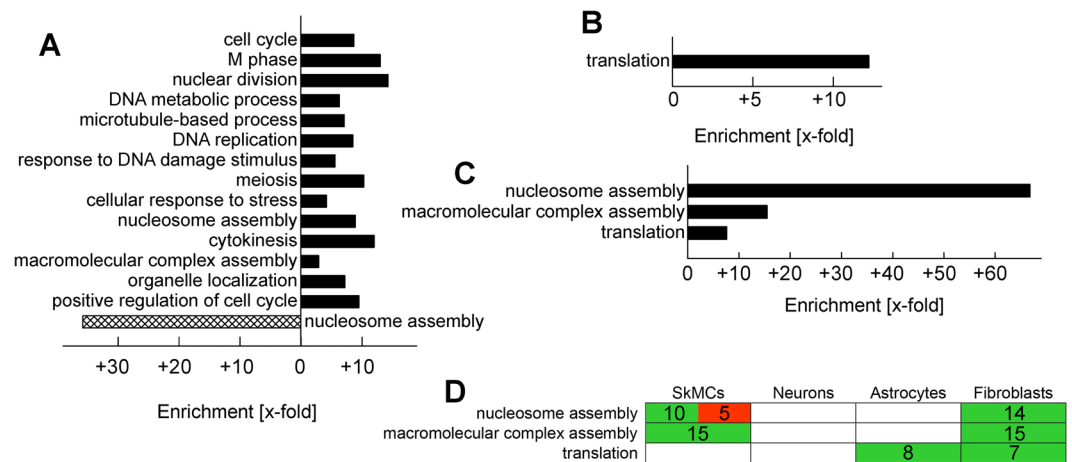 A
cell cycle
M phase
nuclear division
DNA metabolic process
microtubule-based process
DNA replication
response to DNA damage stimulus
meiosis
cellular response to stress
nucleosome assembly
cytokinesis
macromolecular complex assembly
organelle localization
positive regulation of cell cycle
nucleosome assembly
+30 +20 +10 0 +10
Enrichment [x-fold]
B
translation
0 +5 +10
Enrichment [x-fold]
C
nucleosome assembly
macromolecular complex assembly
translation
0 +10 +20 +30 +40 +50 +60
Enrichment [x-fold]
D
SkMCs Neurons Astrocytes Fibroblasts
nucleosome assembly 10 5 14
macromolecular complex assembly 15 15
translation 8 7